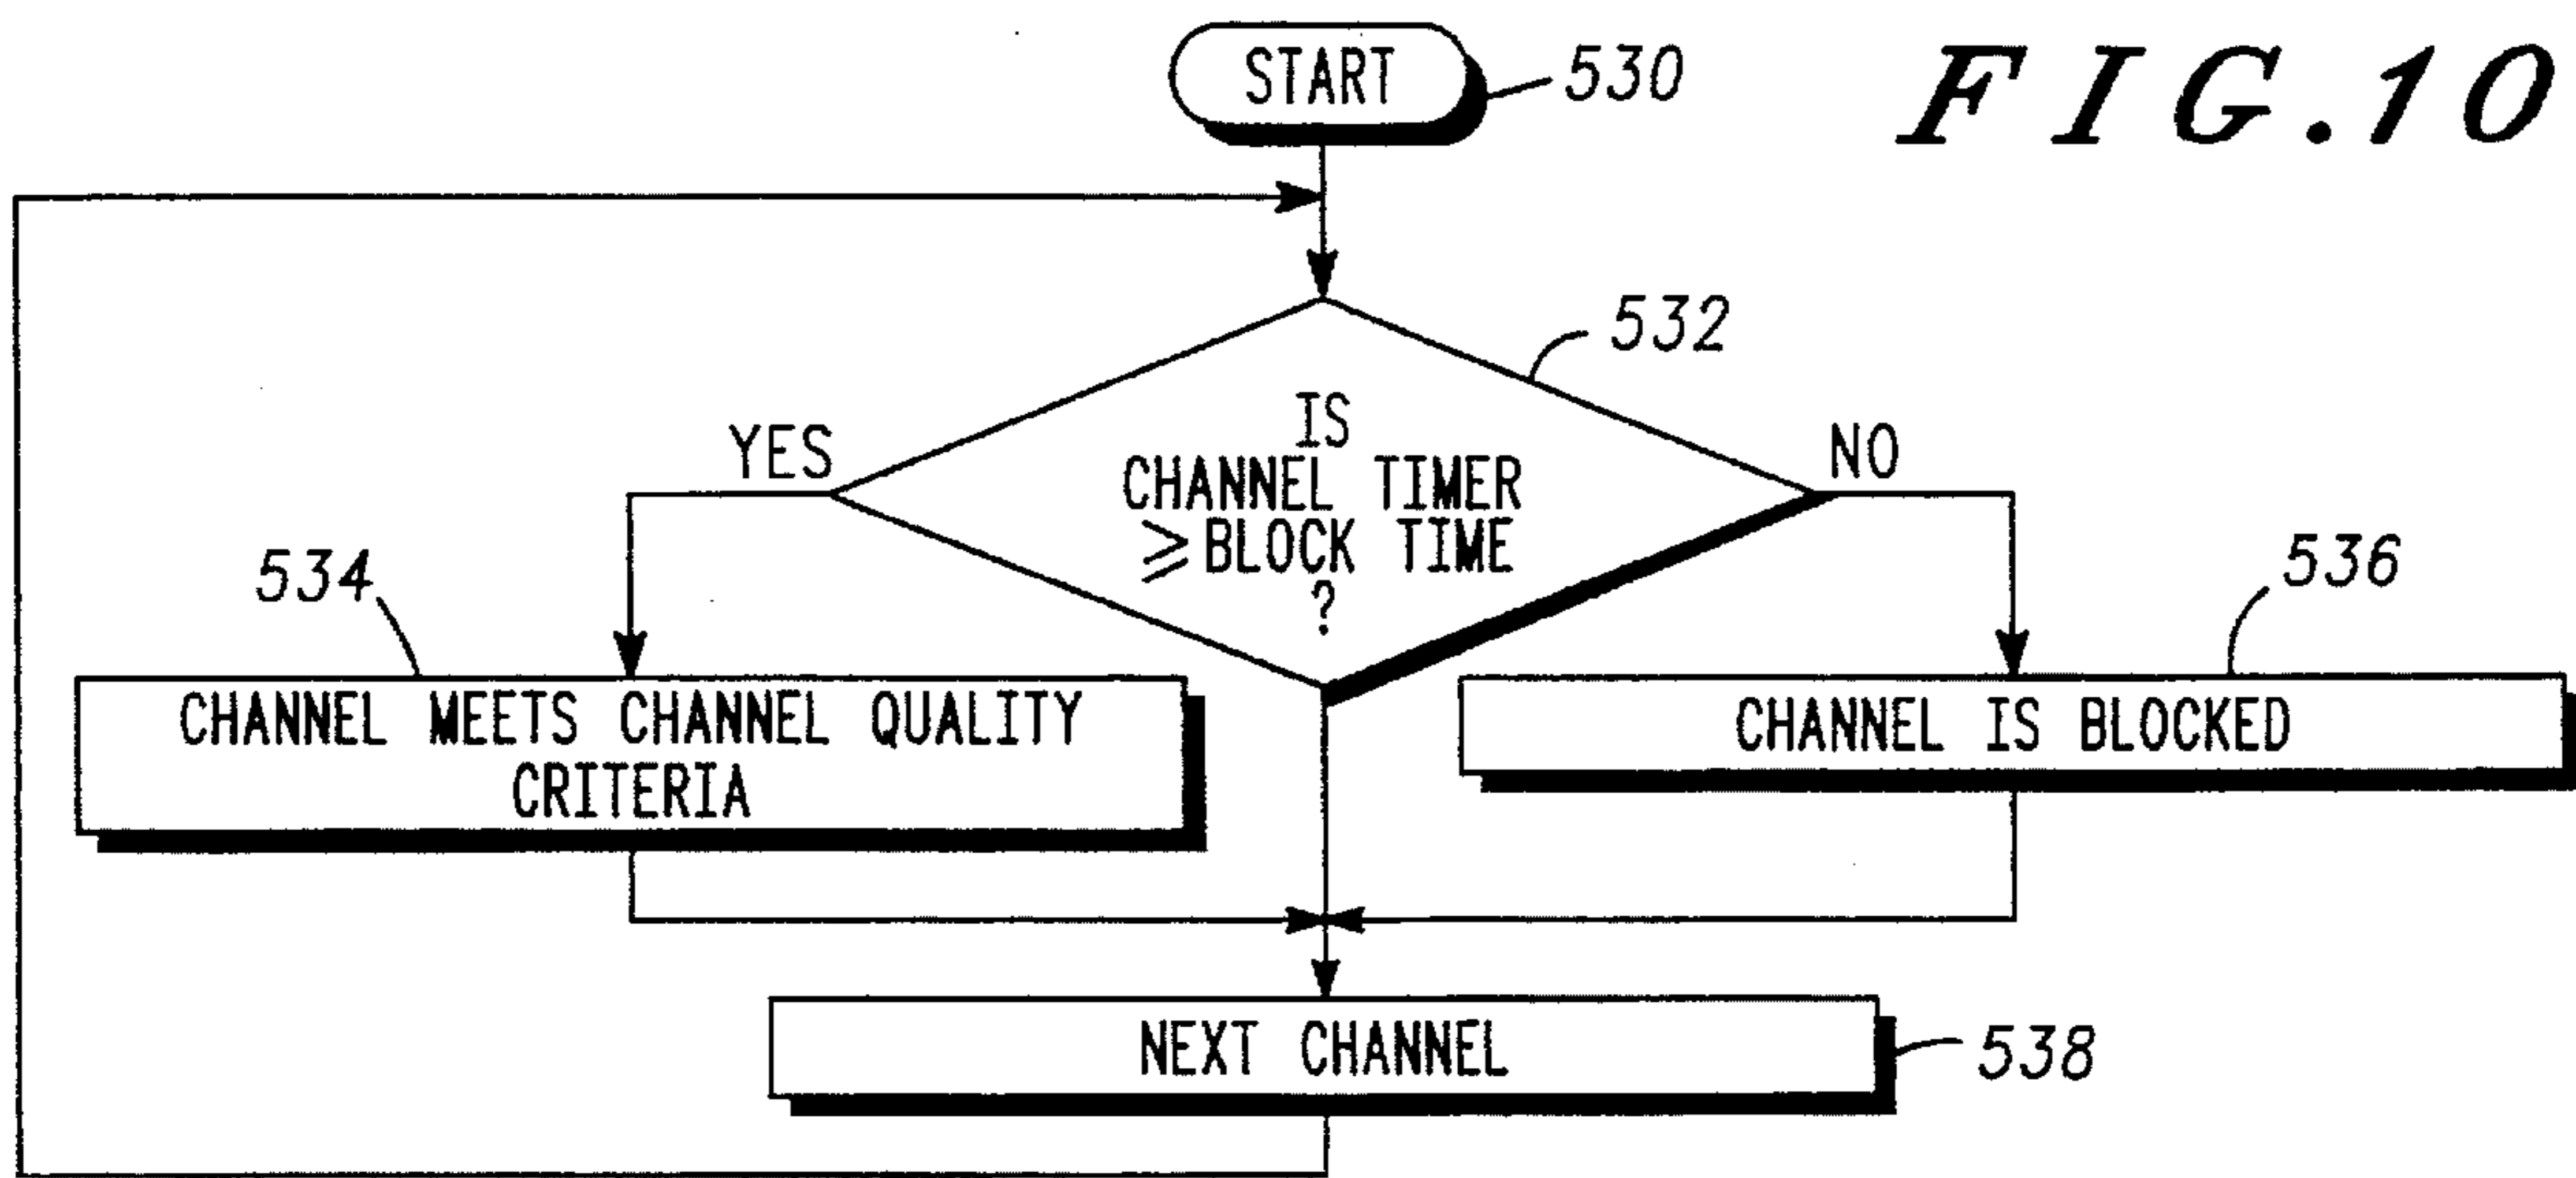 START
530
FIG.10
532
IS
CHANNEL TIMER
≥BLOCK TIME
?
YES
NO
534
536
CHANNEL MEETS CHANNEL QUALITY
CRITERIA
CHANNEL IS BLOCKED
NEXT CHANNEL
538